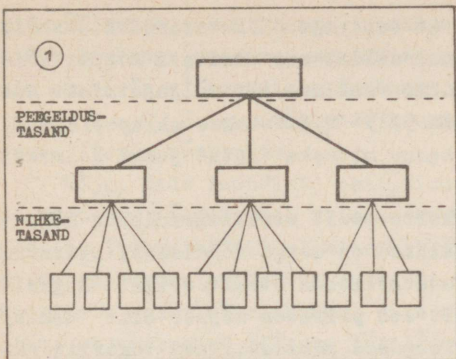 1
PEEGELDUS-
TASAND
NIHKE-
TASAND